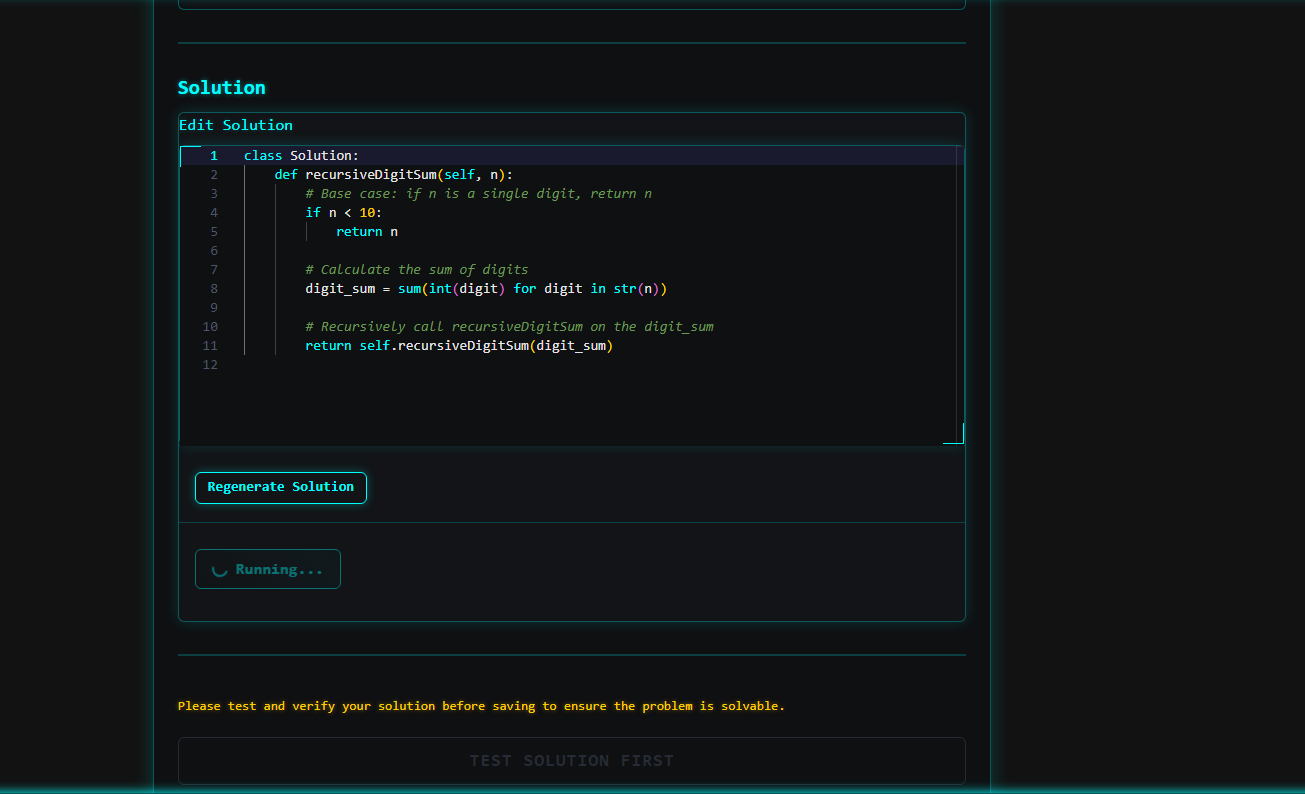 Solution
Edit Solution
1 class Solution:
2 def recursiveDigitSum(self, n):
3 # Base case: if n is a single digit, return n
4 if n < 10:
5 return n
6
7 # Calculate the sum of digits
8 digit_sum = sum(int(digit) for digit in str(n))
9
10 # Recursively call recursiveDigitSum on the digit_sum
11 return self.recursiveDigitSum(digit_sum)
12
Regenerate Solution
Running...
Please test and verify your solution before saving to ensure the problem is solvable.
TEST SOLUTION FIRST